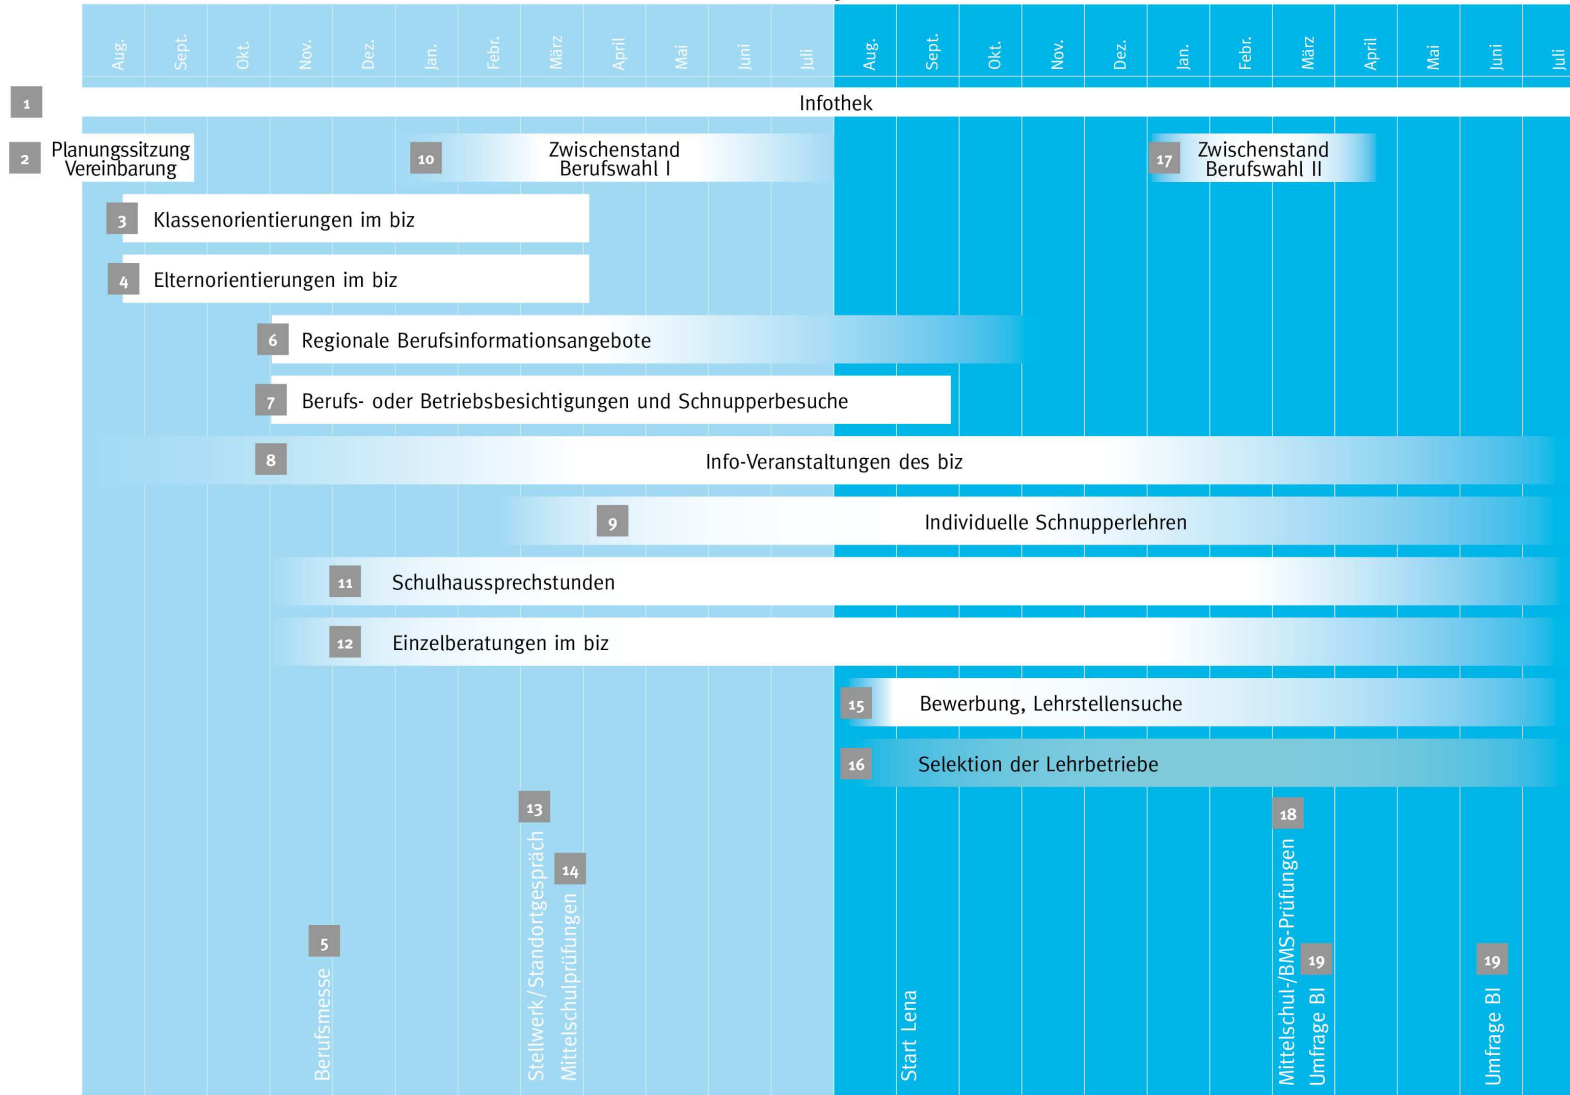 Aug.
Sept.
Okt.
Nov.
Dez.
Jan.
Febr.
März
April
Mai
Juni
Juli
Aug.
Sept.
Okt.
Nov.
Dez.
Jan.
Febr.
März
April
Mai
Juni
Juli
1
Infothek
2
Planungssitzung
Vereinbarung
10
Zwischenstand
Berufswahl I
17
Zwischenstand
Berufswahl II
3
Klassenorientierungen im biz
4
Elternorientierungen im biz
6
Regionale Berufsinformationsangebote
7
Berufs- oder Betriebsbesichtigungen und Schnupperbesuche
8
Info-Veranstaltungen des biz
9
Individuelle Schnupperlehren
11
Schulhaussprechstunden
12
Einzelberatungen im biz
15
Bewerbung, Lehrstellensuche
16
Selektion der Lehrbetriebe
5
Berufsmesse
13
Stellwerk/Standortgespräch
14
Mittelschulprüfungen
Start Lena
18
Mittelschul-/BMS-Prüfungen
19
Umfrage BI
19
Umfrage BI